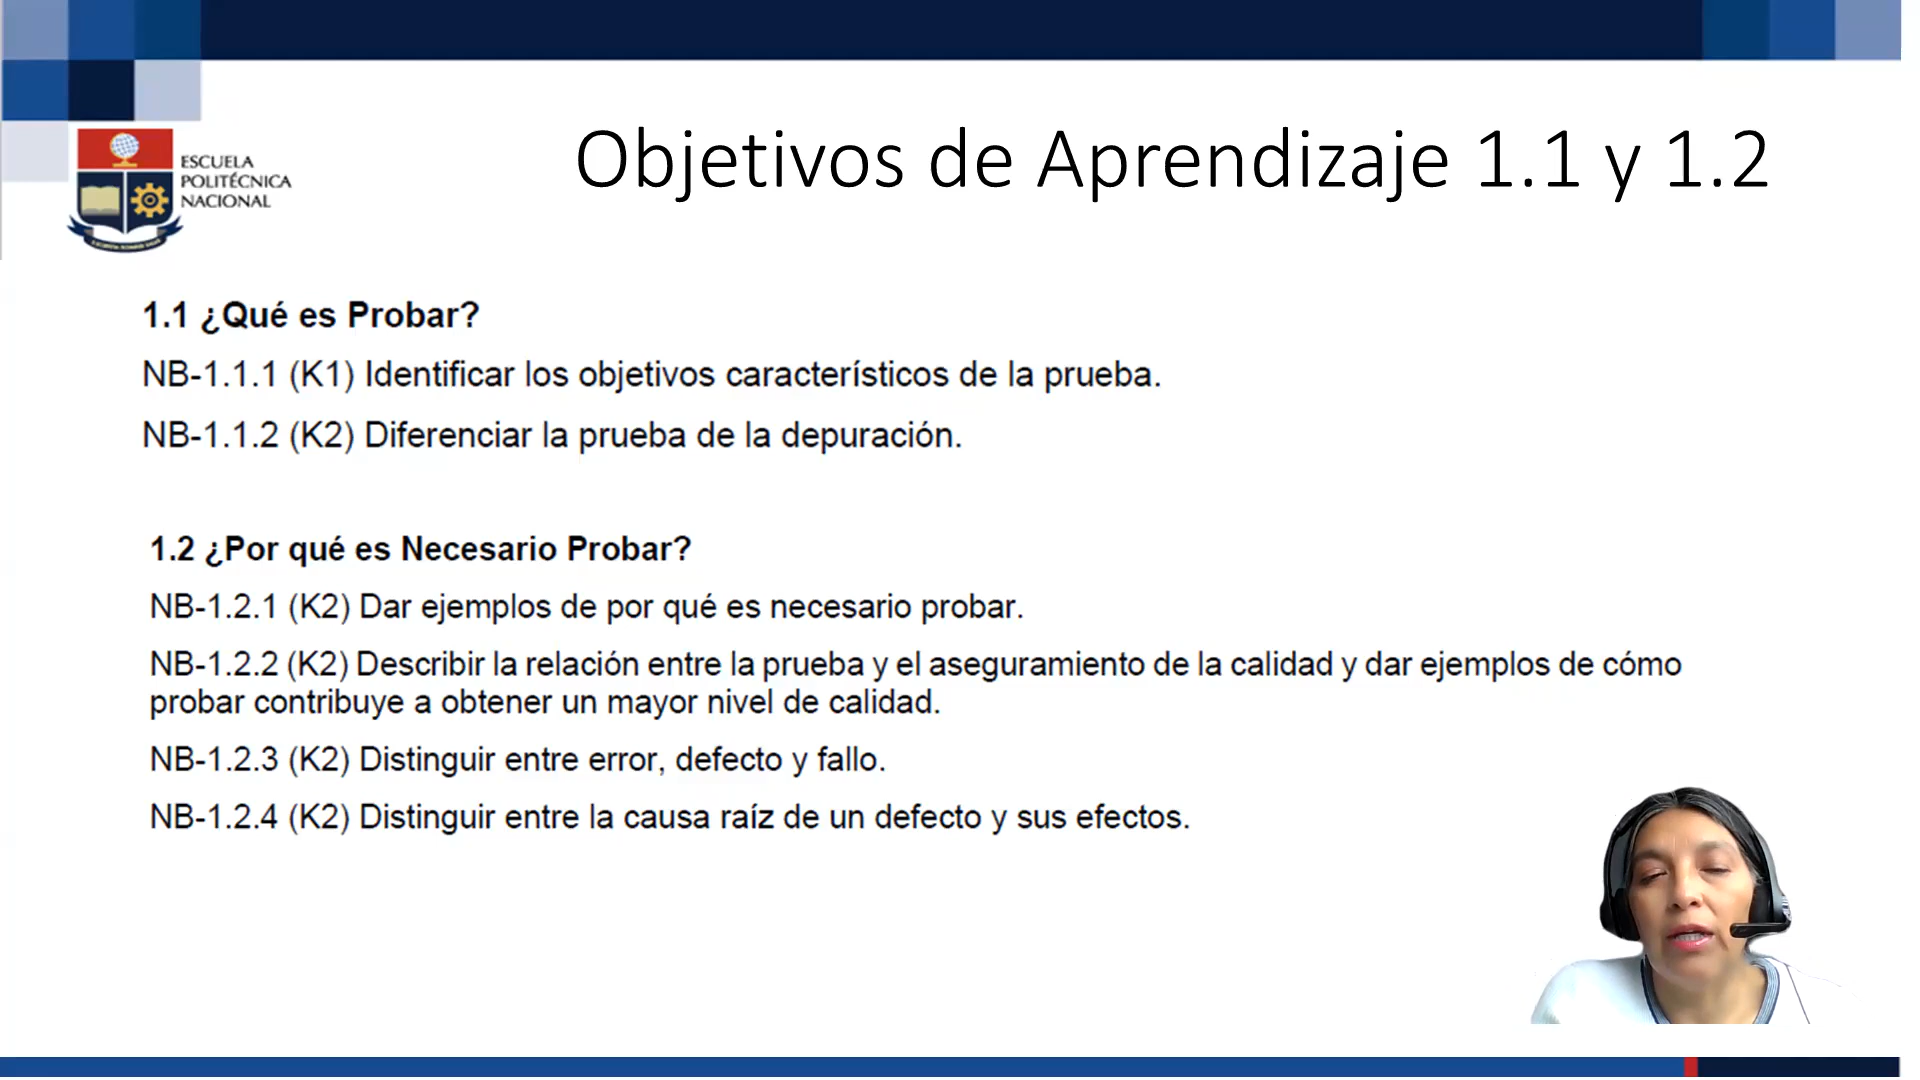 ESCUELA
POLITÉCNICA
NACIONAL
Objetivos de Aprendizaje 1.1 y 1.2
1.1 ¿Qué es Probar?
NB-1.1.1 (K1) Identificar los objetivos característicos de la prueba.
NB-1.1.2 (K2) Diferenciar la prueba de la depuración.
1.2 ¿Por qué es Necesario Probar?
NB-1.2.1 (K2) Dar ejemplos de por qué es necesario probar.
NB-1.2.2 (K2) Describir la relación entre la prueba y el aseguramiento de la calidad y dar ejemplos de cómo
probar contribuye a obtener un mayor nivel de calidad.
NB-1.2.3 (K2) Distinguir entre error, defecto y fallo.
NB-1.2.4 (K2) Distinguir entre la causa raíz de un defecto y sus efectos.